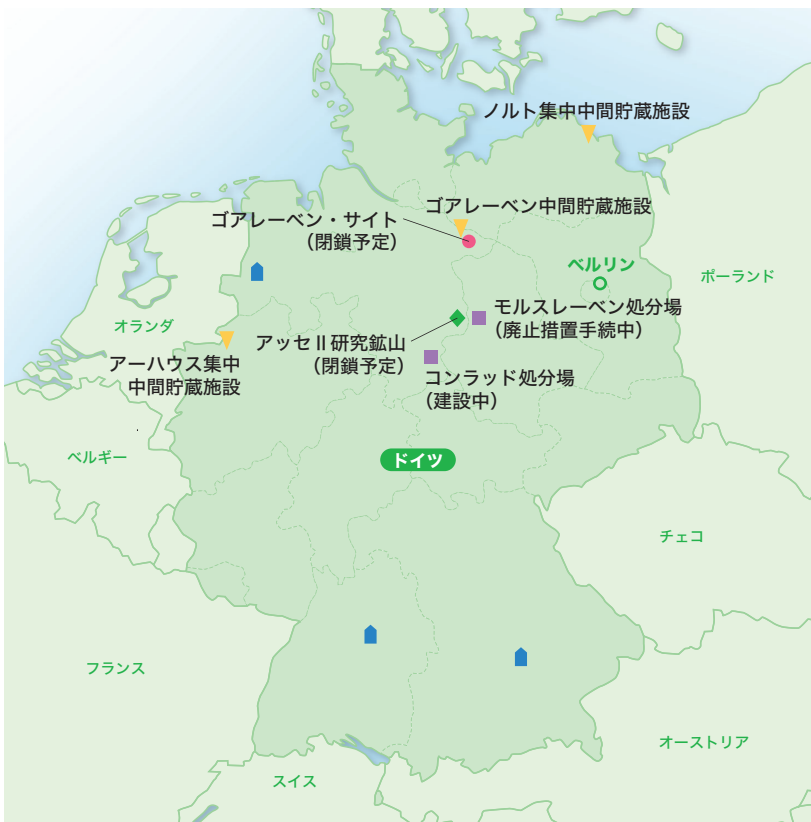 ノルト集中中間貯蔵施設
ゴアレーベン中間貯蔵施設
ゴアレーベン・サイト
（閉鎖予定）
ベルリン
ポーランド
オランダ
モルスレーベン処分場
（廃止措置手続中）
アッセⅡ研究鉱山
（閉鎖予定）
アーハウス集中
中間貯蔵施設
コンラッド処分場
（建設中）
ベルギー
ドイツ
チェコ
フランス
オーストリア
スイス